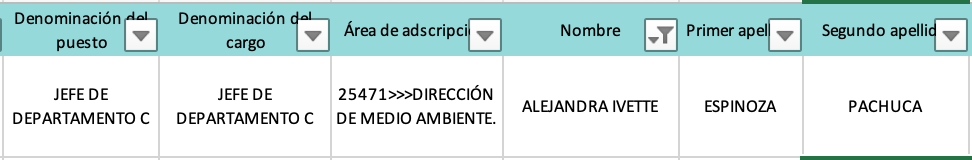 Denominación del puesto
Denominación del cargo
Área de adscripci
Nombre
Primer apell
Segundo apellid
JEFE DE DEPARTAMENTO C
JEFE DE DEPARTAMENTO C
25471>>>DIRECCIÓN DE MEDIO AMBIENTE.
ALEJANDRA IVETTE
ESPINOZA
PACHUCA